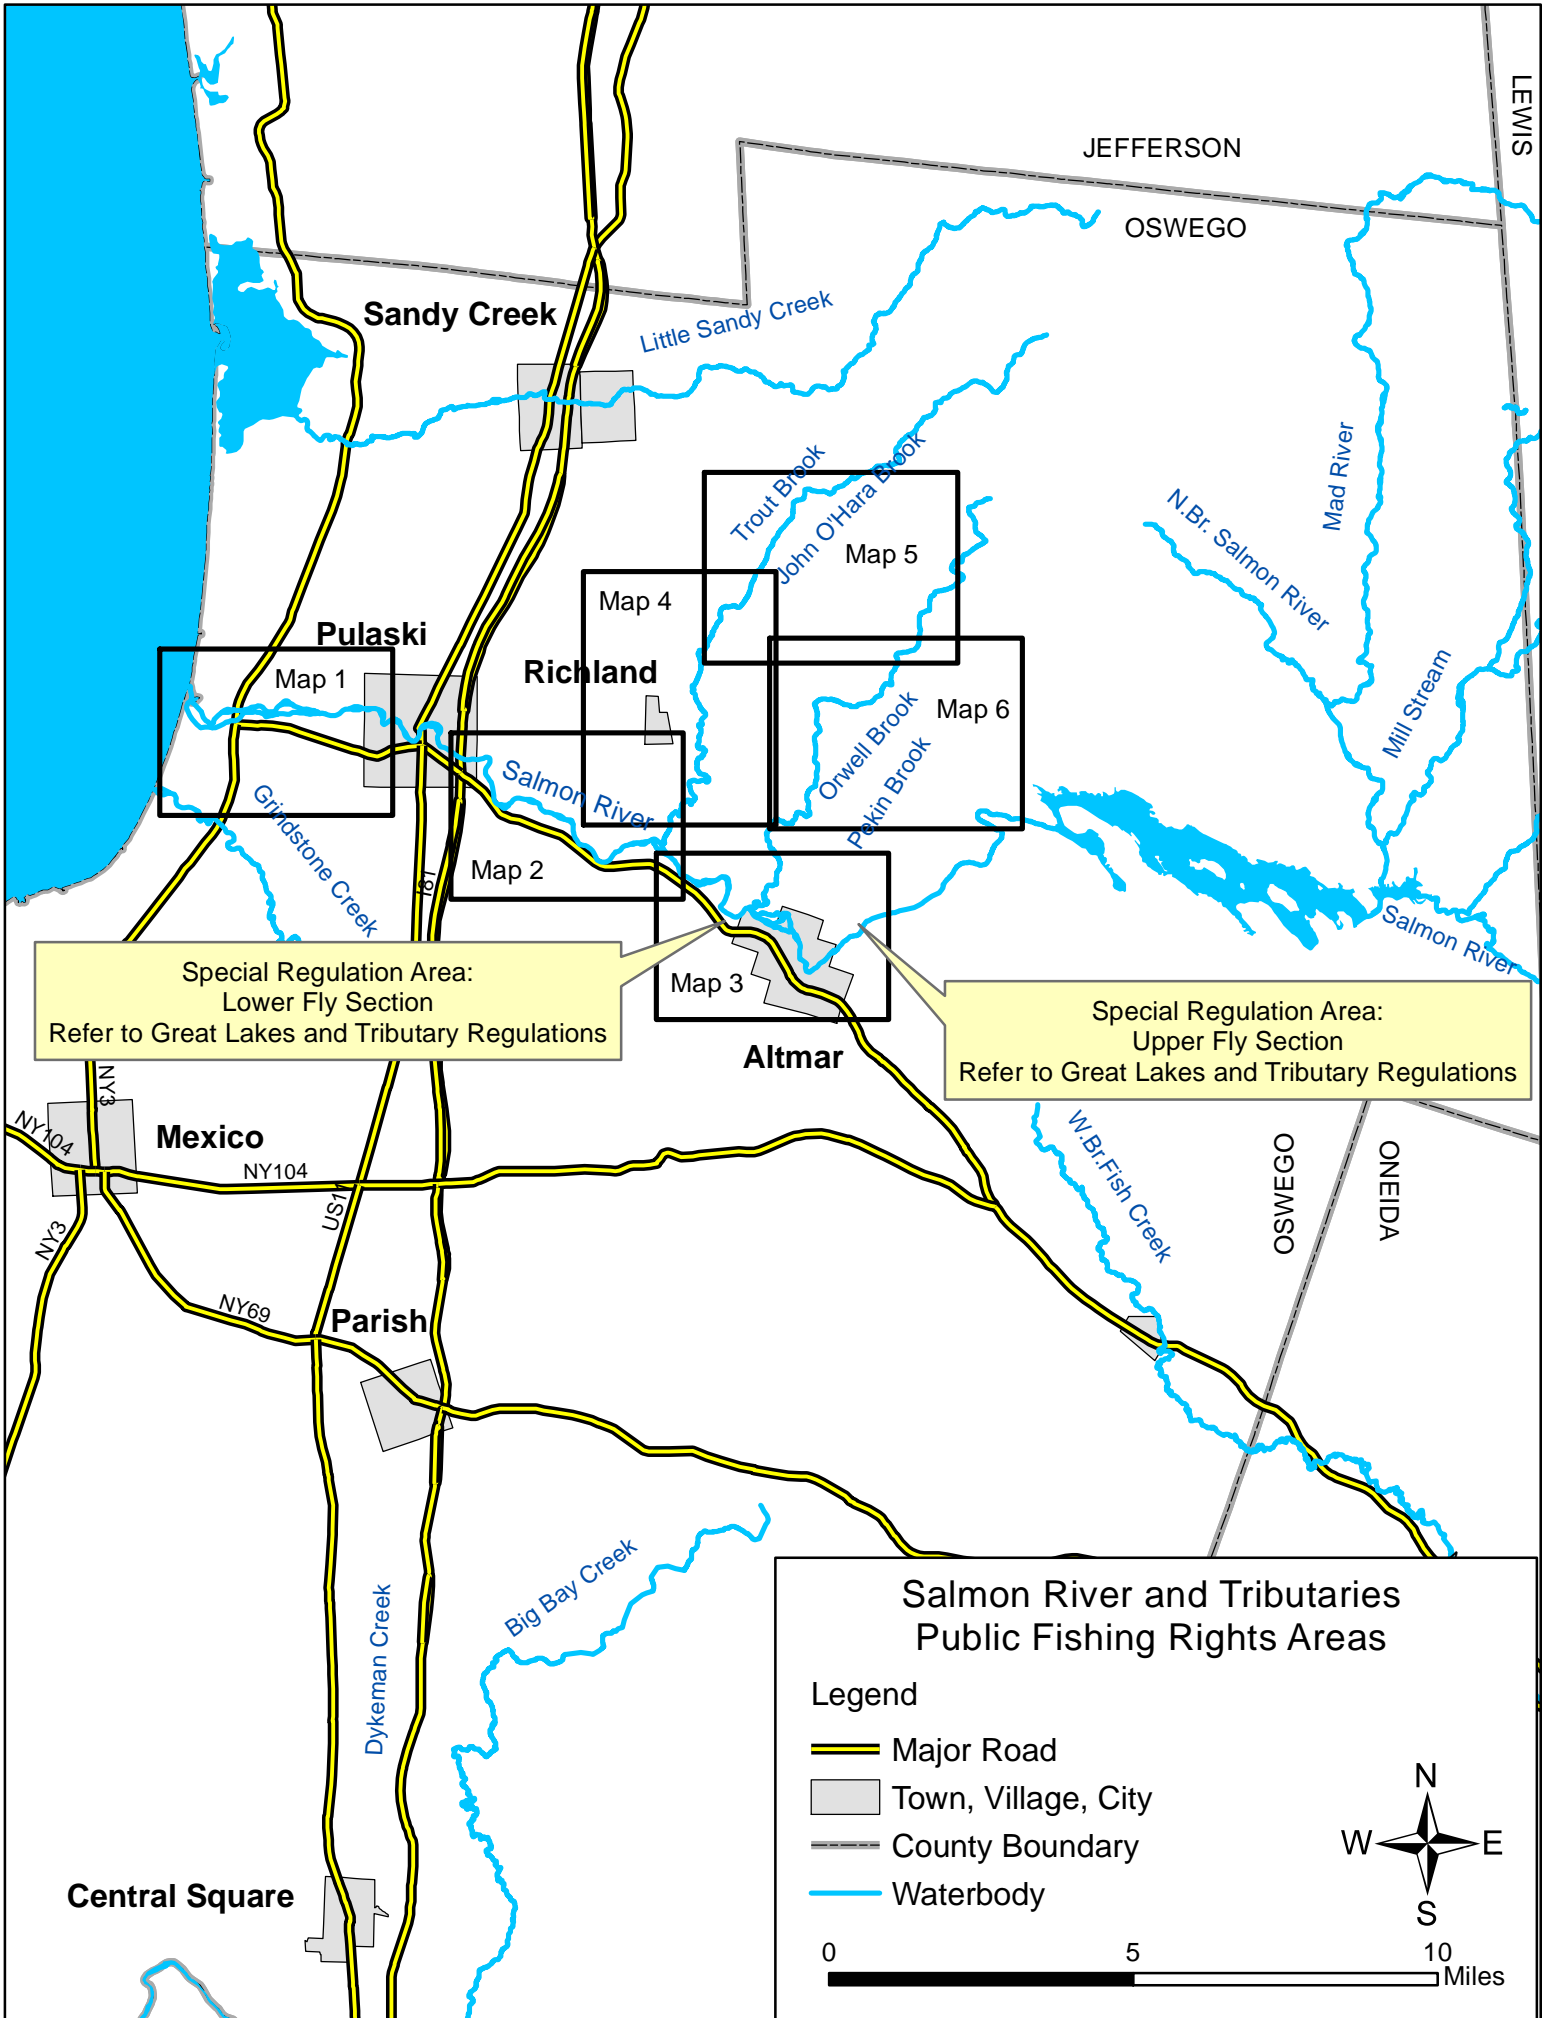 LEWIS
JEFFERSON
OSWEGO
Sandy Creek
Little Sandy Creek
Trout Brook
John O'Hara Brook
Mad River
N.Br. Salmon River
Map 5
Map 4
Pulaski
Richland
Map 1
Map 6
Orwell Brook
Pekin Brook
Mill Stream
Salmon River
Grindstone Creek
Map 2
I81
Map 3
Salmon River
Special Regulation Area:
Lower Fly Section
Refer to Great Lakes and Tributary Regulations
Special Regulation Area:
Upper Fly Section
Refer to Great Lakes and Tributary Regulations
Altmar
NY3
NY104
Mexico
NY104
US11
NY3
W.Br.Fish Creek
OSWEGO
ONEIDA
NY69
Parish
Big Bay Creek
Dykeman Creek
Central Square
Salmon River and Tributaries
Public Fishing Rights Areas
Legend
Major Road
Town, Village, City
County Boundary
Waterbody
N
W E
S
0 5 10
Miles